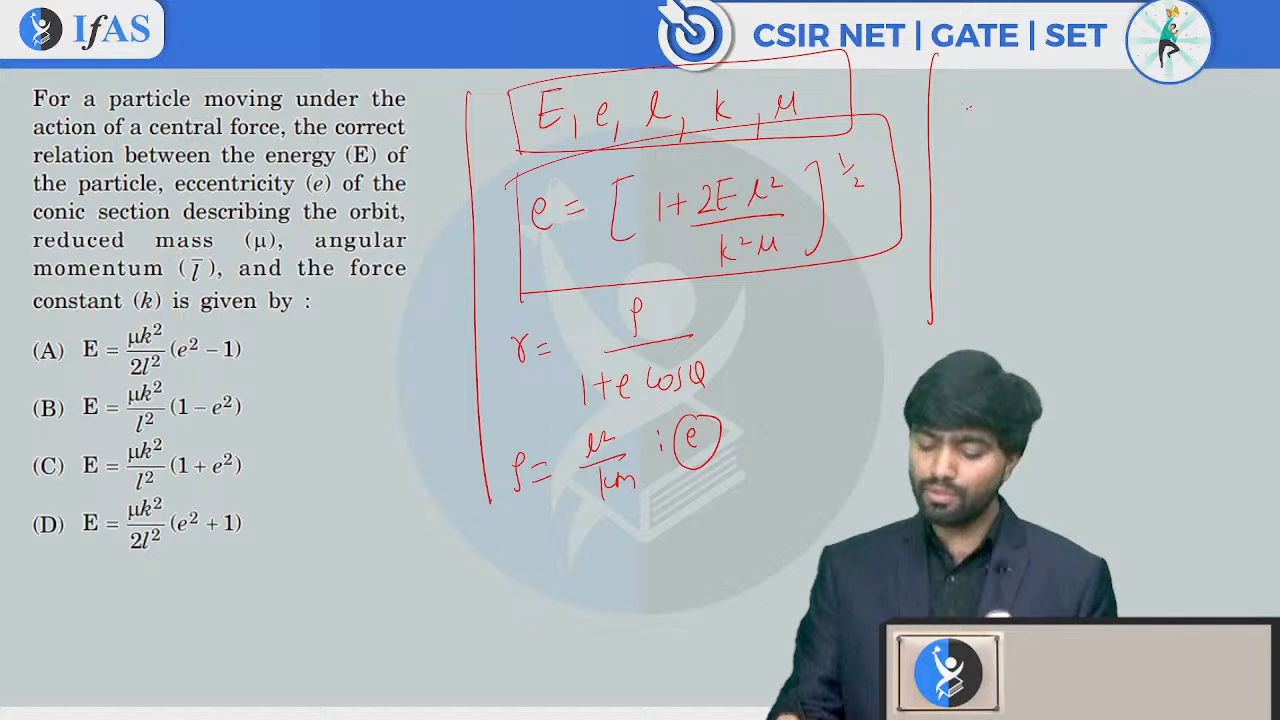 IfAS
CSIR NET | GATE | SET
For a particle moving under the
action of a central force, the correct
relation between the energy (E) of
the particle, eccentricity (e) of the
conic section describing the orbit,
reduced mass (μ), angular
momentum (l̅), and the force
constant (k) is given by :
(A) E = μk²/2l² (e² − 1)
(B) E = μk²/l² (1 − e²)
(C) E = μk²/l² (1 + e²)
(D) E = μk²/2l² (e² + 1)
E, e, l, k, μ
e = [1 + 2El²/k²μ]^1/2
r = ρ/1+e cosθ
ρ = l²/km : e